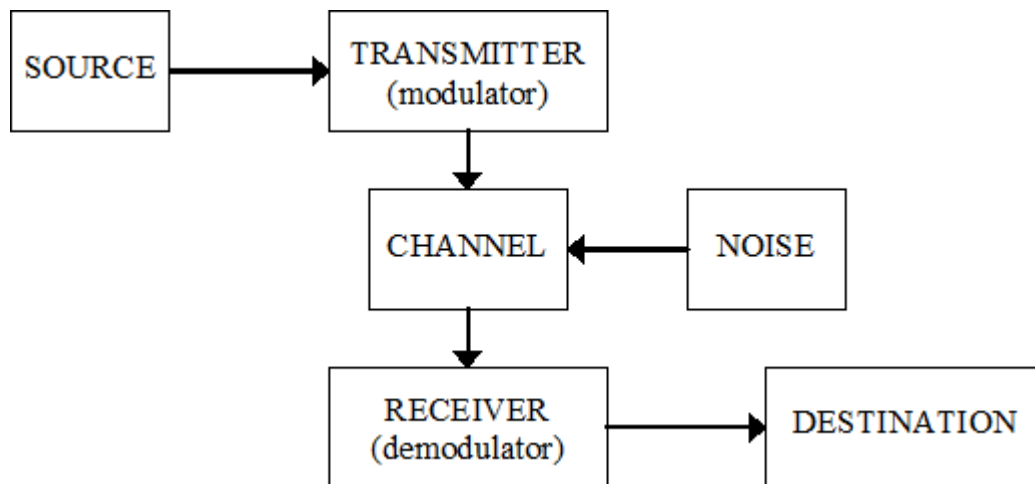 SOURCE
TRANSMITTER
(modulator)
CHANNEL
NOISE
RECEIVER
(demodulator)
DESTINATION